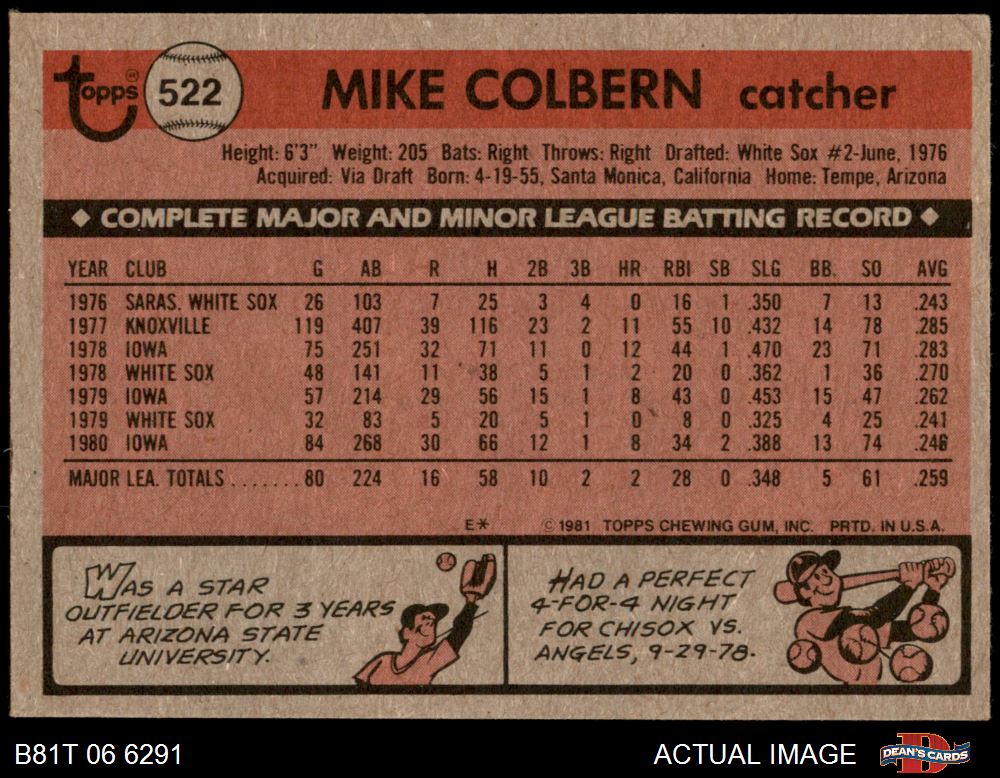 Topps®
522
MIKE COLBERN catcher
Height: 6'3" Weight: 205 Bats: Right Throws: Right Drafted: White Sox #2-June, 1976
Acquired: Via Draft Born: 4-19-55, Santa Monica, California Home: Tempe, Arizona
◆ COMPLETE MAJOR AND MINOR LEAGUE BATTING RECORD ◆
YEAR CLUB G AB R H 2B 3B HR RBI SB SLG BB. SO AVG
1976 SARAS. WHITE SOX 26 103 7 25 3 4 0 16 1 .350 7 13 .243
1977 KNOXVILLE 119 407 39 116 23 2 11 55 10 .432 14 78 .285
1978 IOWA 75 251 32 71 11 0 12 44 1 .470 23 71 .283
1978 WHITE SOX 48 141 11 38 5 1 2 20 0 .362 1 36 .270
1979 IOWA 57 214 29 56 15 1 8 43 0 .453 15 47 .262
1979 WHITE SOX 32 83 5 20 5 1 0 8 0 .325 4 25 .241
1980 IOWA 84 268 30 66 12 1 8 34 2 .388 13 74 .246
MAJOR LEA. TOTALS.......80 224 16 58 10 2 2 28 0 .348 5 61 .259
E* © 1981 TOPPS CHEWING GUM, INC. PRTD. IN U.S.A.
WAS A STAR
OUTFIELDER FOR 3 YEARS
AT ARIZONA STATE
UNIVERSITY.
HAD A PERFECT
4-FOR-4 NIGHT
FOR CHISOX VS.
ANGELS, 9-29-78.
B81T 06 6291 ACTUAL IMAGE DEAN'S CARDS